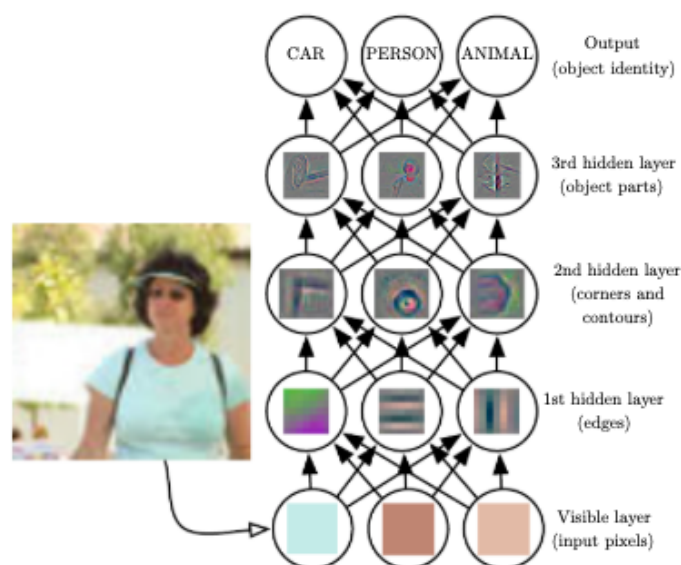 CAR
PERSON
ANIMAL
Output
(object identity)
3rd hidden layer
(object parts)
2nd hidden layer
(corners and
contours)
1st hidden layer
(edges)
Visible layer
(input pixels)